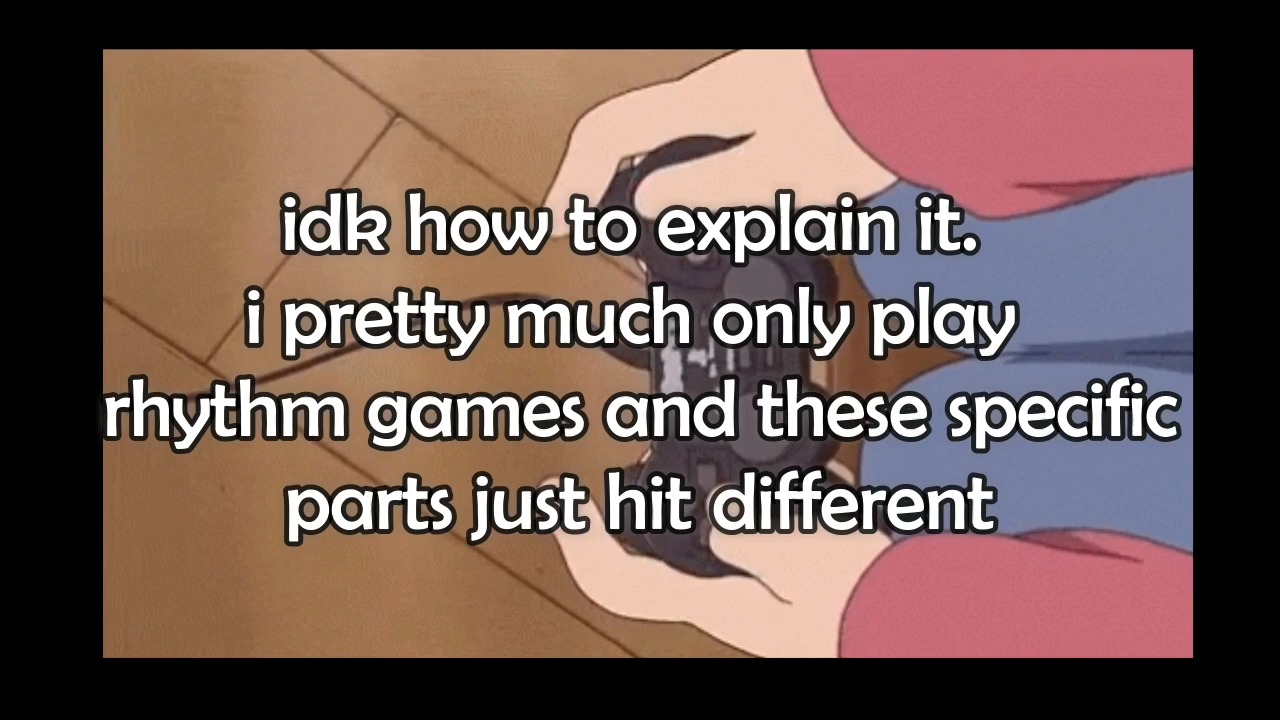 idk how to explain it.
i pretty much only play
rhythm games and these specific
parts just hit different